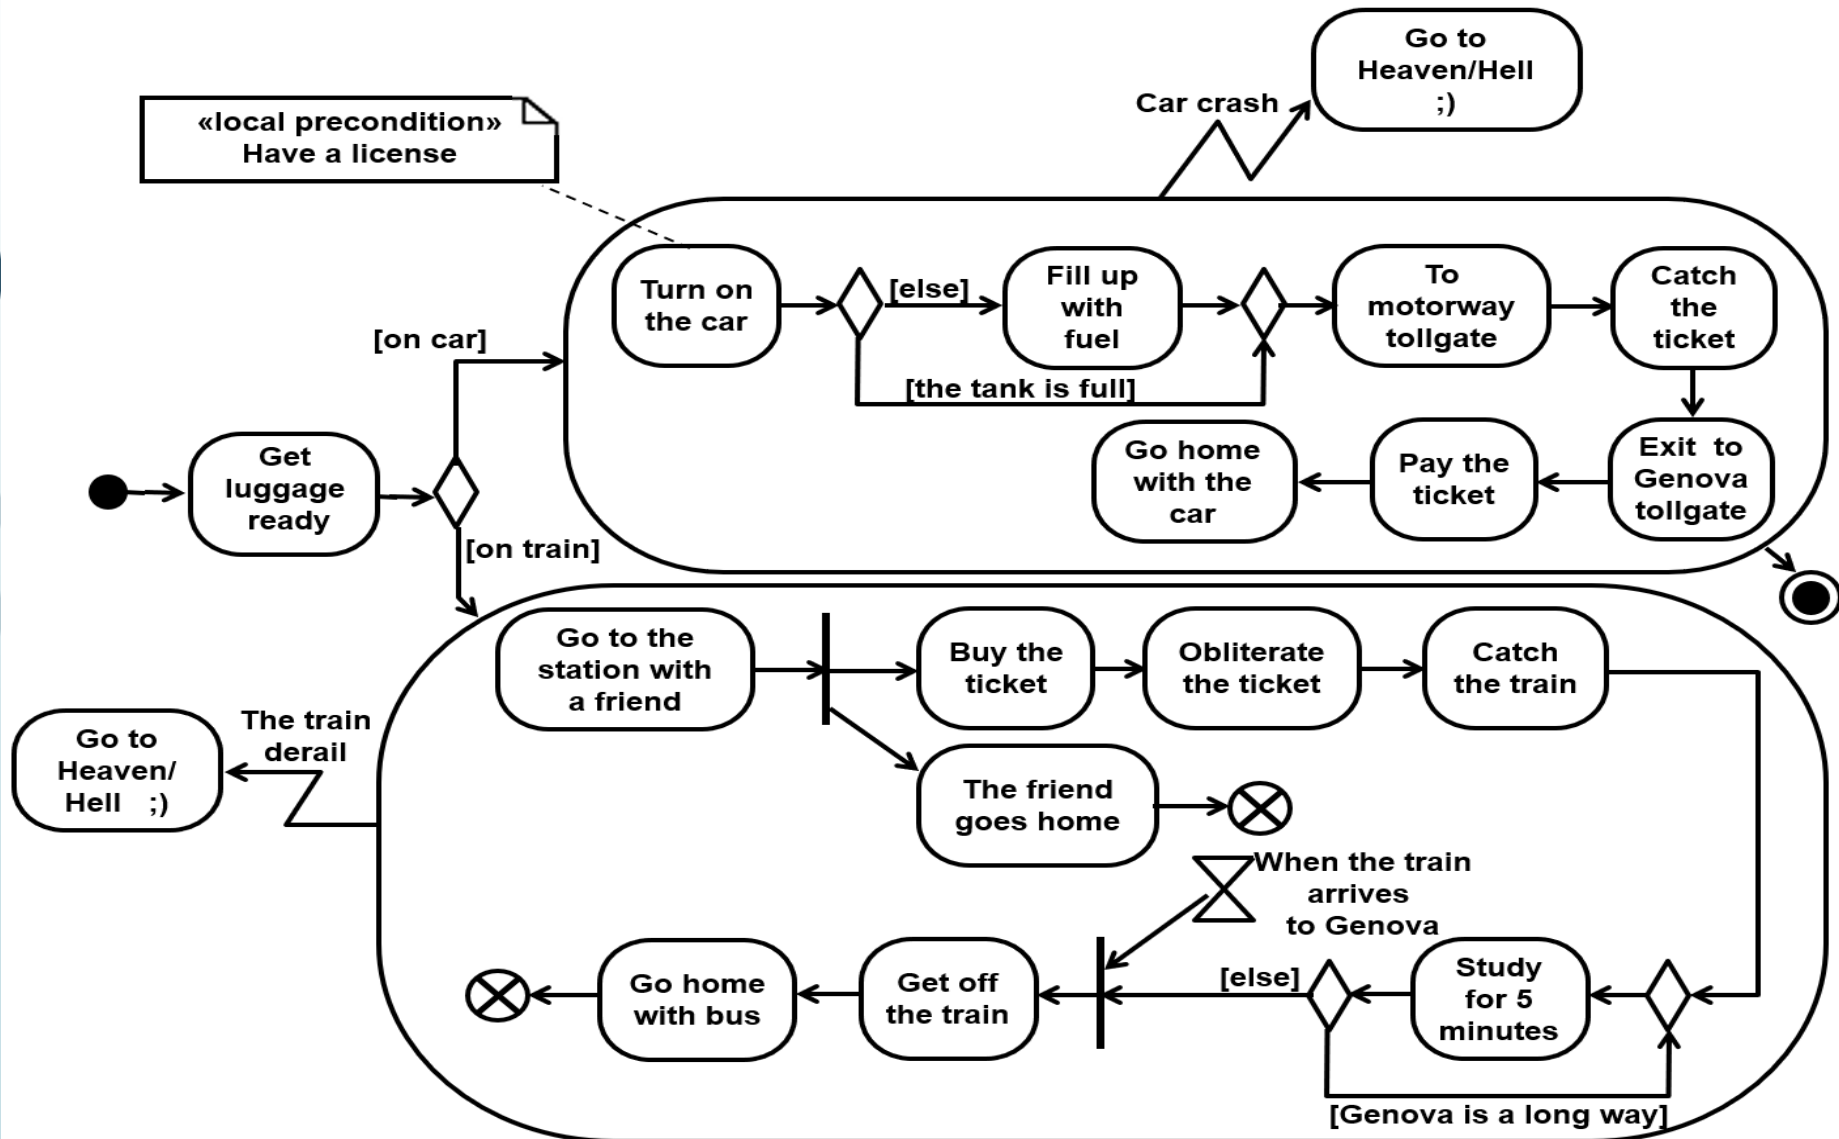 Go to
Heaven/Hell
;)
Car crash
«local precondition»
Have a license
Turn on
the car
[else]
Fill up
with
fuel
To
motorway
tollgate
Catch
the
ticket
[on car]
[the tank is full]
Go home
with the
car
Pay the
ticket
Exit to
Genova
tollgate
Get
luggage
ready
[on train]
Go to the
station with
a friend
Buy the
ticket
Obliterate
the ticket
Catch
the train
The train
derail
Go to
Heaven/
Hell ;)
The friend
goes home
When the train
arrives
to Genova
Go home
with bus
Get off
the train
[else]
Study
for 5
minutes
[Genova is a long way]